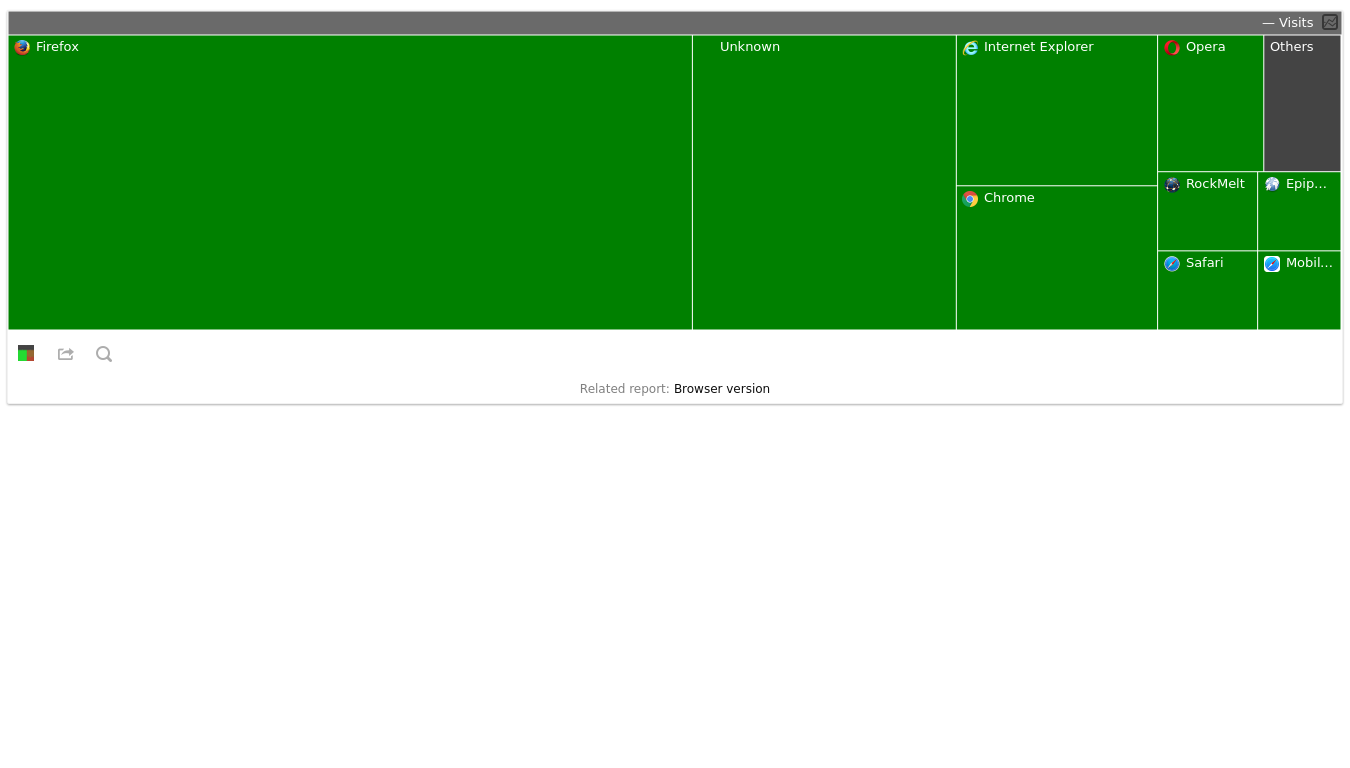 — Visits
Firefox
Unknown
Internet Explorer
Opera
Others
Chrome
RockMelt
Epip...
Safari
Mobil...
Related report: Browser version